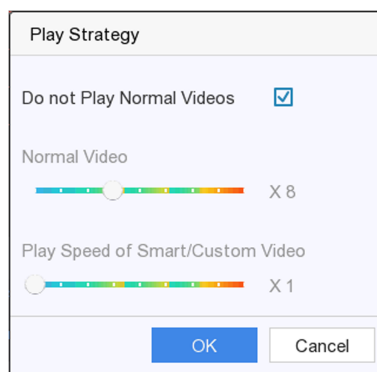 Play Strategy
Do not Play Normal Videos
Normal Video
X 8
Play Speed of Smart/Custom Video
X 1
OK Cancel